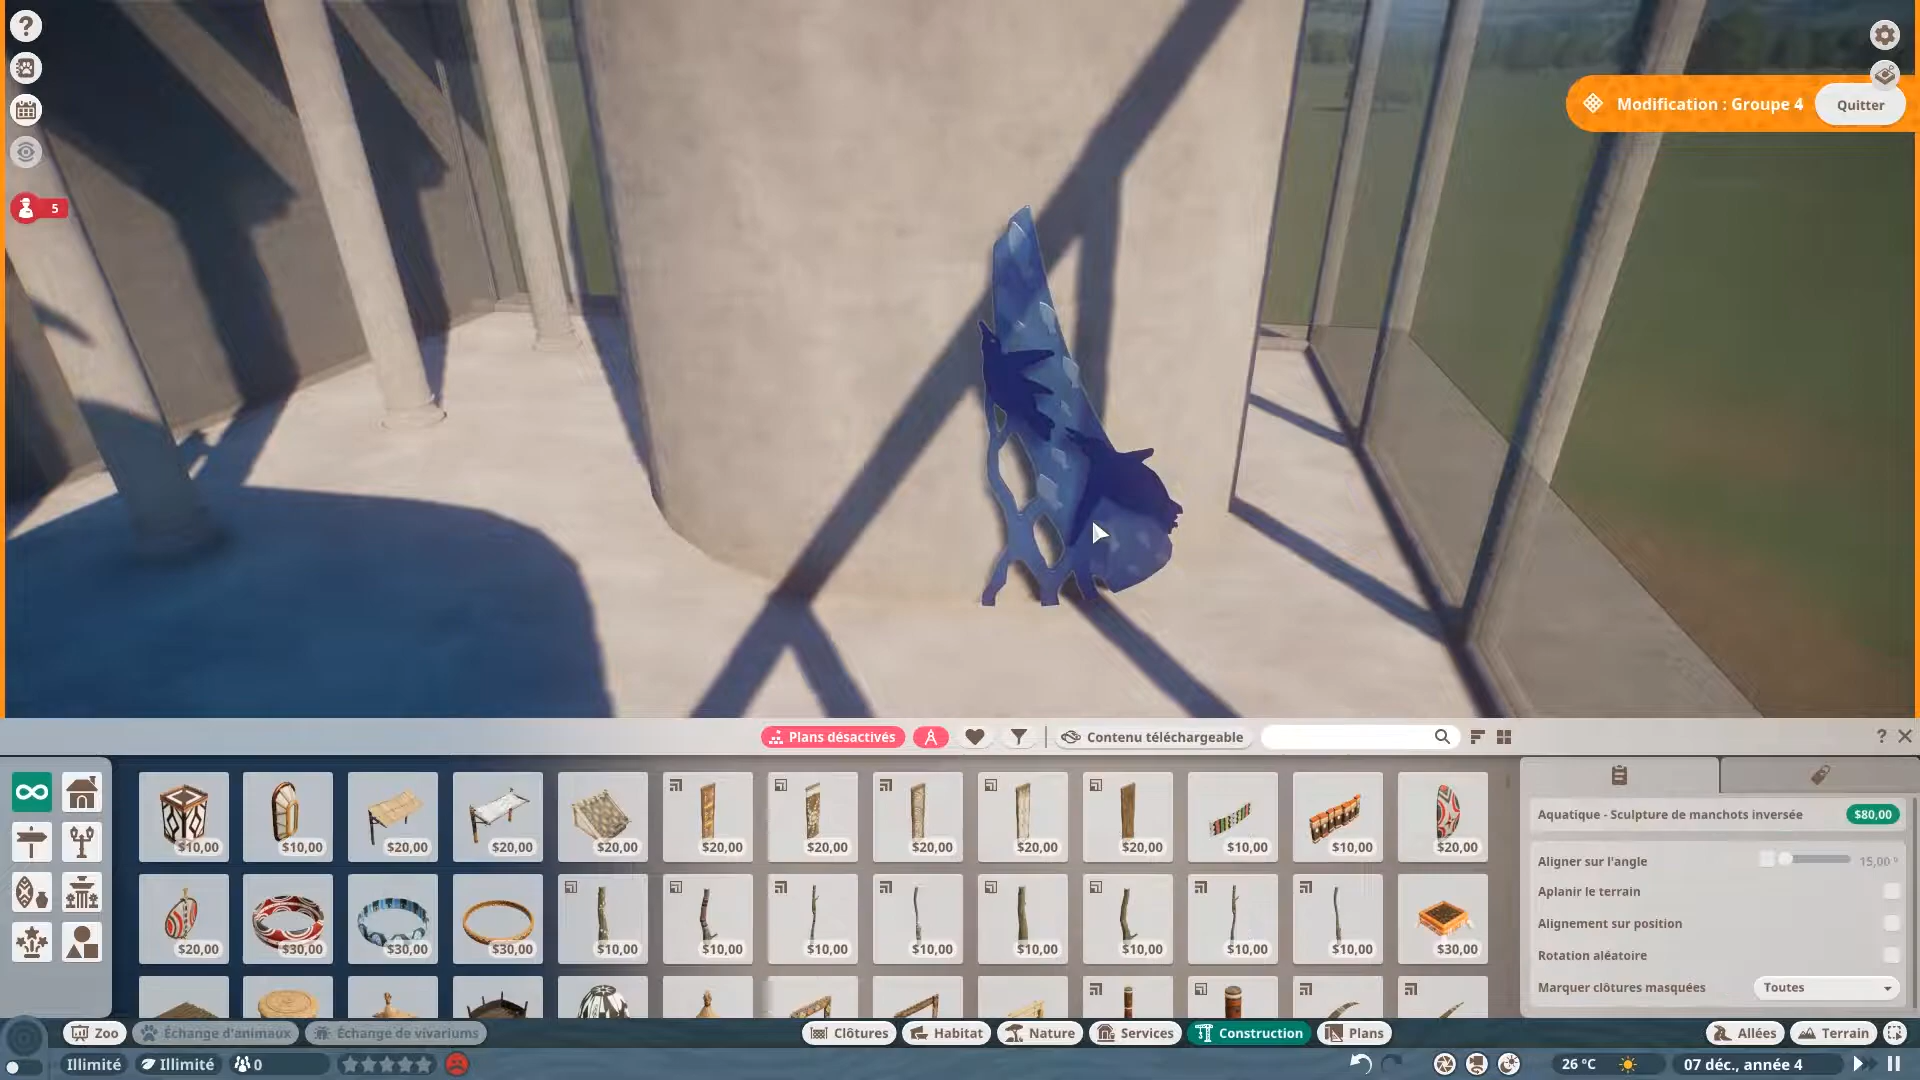 ?
Modification : Groupe 4
Quitter
5
Plans désactivés
Contenu téléchargeable
?
$10,00
$10,00
$20,00
$20,00
$20,00
$20,00
$20,00
$20,00
$20,00
$20,00
$10,00
$10,00
$20,00
$20,00
$30,00
$30,00
$30,00
$10,00
$10,00
$10,00
$10,00
$10,00
$10,00
$10,00
$10,00
$30,00
Aquatique - Sculpture de manchots inversée
$80,00
Aligner sur l'angle
15,00 °
Aplanir le terrain
Alignement sur position
Rotation aléatoire
Marquer clôtures masquées
Toutes
Zoo
Échange d'animaux
Échange de vivariums
Clôtures
Habitat
Nature
Services
Construction
Plans
Allées
Terrain
Illimité
Illimité
0
26 °C
07 déc., année 4